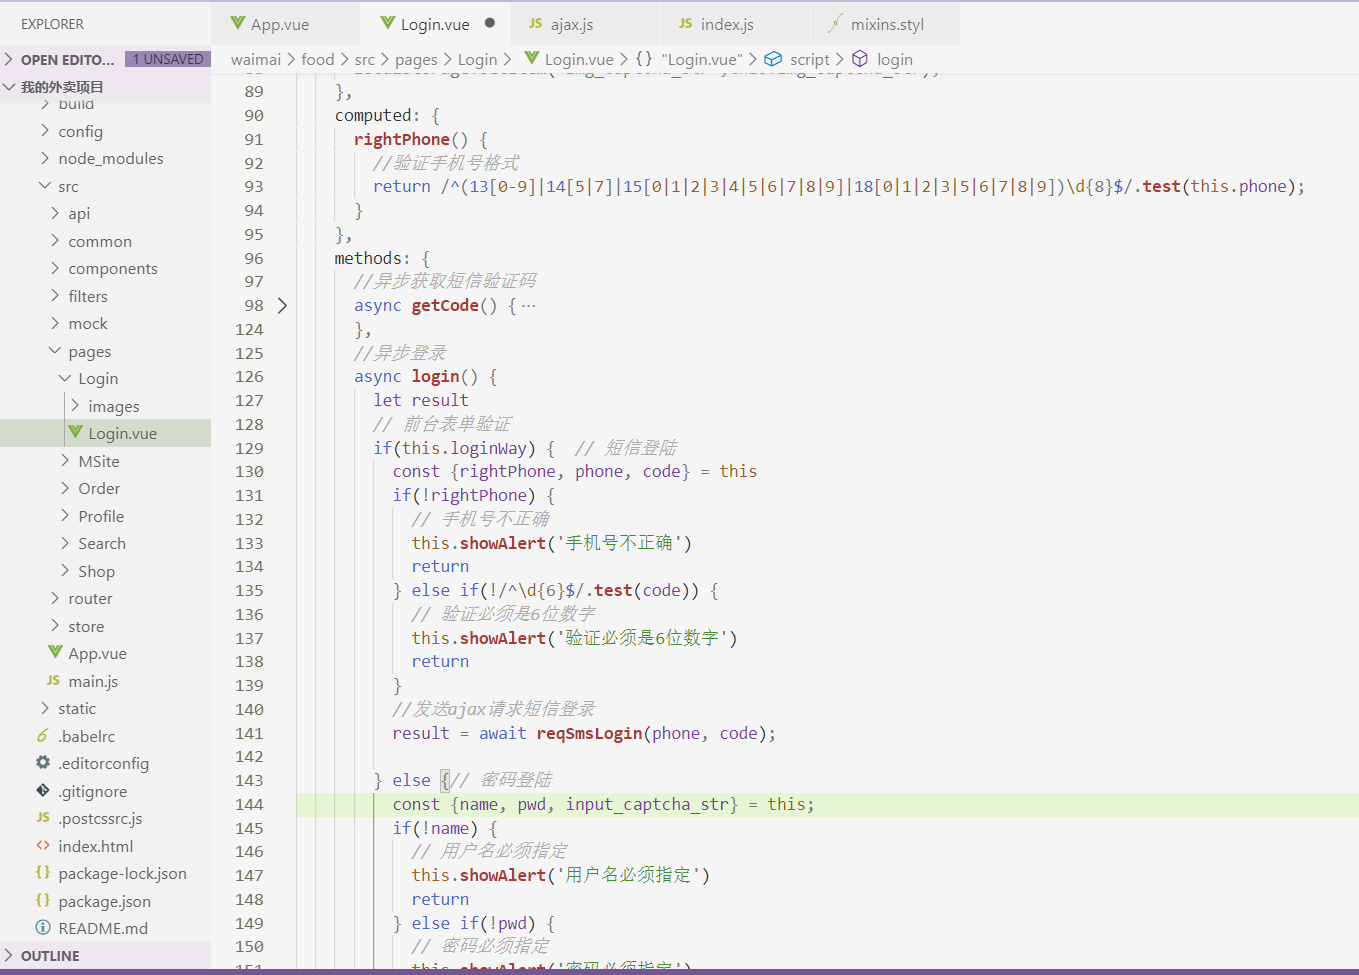 EXPLORER
App.vue
Login.vue
JS ajax.js
JS index.js
mixins.styl
OPEN EDITO... 1 UNSAVED
waimai > food > src > pages > Login > Login.vue > {} "Login.vue" > script > login
我的外卖项目
build
config
node_modules
src
api
common
components
filters
mock
pages
Login
images
Login.vue
MSite
Order
Profile
Search
Shop
router
store
App.vue
JS main.js
static
.babelrc
.editorconfig
.gitignore
JS .postcssrc.js
<> index.html
{} package-lock.json
{} package.json
README.md
OUTLINE
89 },
90 computed: {
91 rightPhone() {
92 //验证手机号格式
93 return /^(13[0-9]|14[5|7]|15[0|1|2|3|4|5|6|7|8|9]|18[0|1|2|3|5|6|7|8|9])\d{8}$/.test(this.phone);
94 }
95 },
96 methods: {
97 //异步获取短信验证码
98 async getCode() {…
124 },
125 //异步登录
126 async login() {
127 let result
128 // 前台表单验证
129 if(this.loginWay) { // 短信登陆
130 const {rightPhone, phone, code} = this
131 if(!rightPhone) {
132 // 手机号不正确
133 this.showAlert('手机号不正确')
134 return
135 } else if(!/^\d{6}$/.test(code)) {
136 // 验证必须是6位数字
137 this.showAlert('验证必须是6位数字')
138 return
139 }
140 //发送ajax请求短信登录
141 result = await reqSmsLogin(phone, code);
142
143 } else {// 密码登陆
144 const {name, pwd, input_captcha_str} = this;
145 if(!name) {
146 // 用户名必须指定
147 this.showAlert('用户名必须指定')
148 return
149 } else if(!pwd) {
150 // 密码必须指定
151 this.showAlert('密码必须指定')